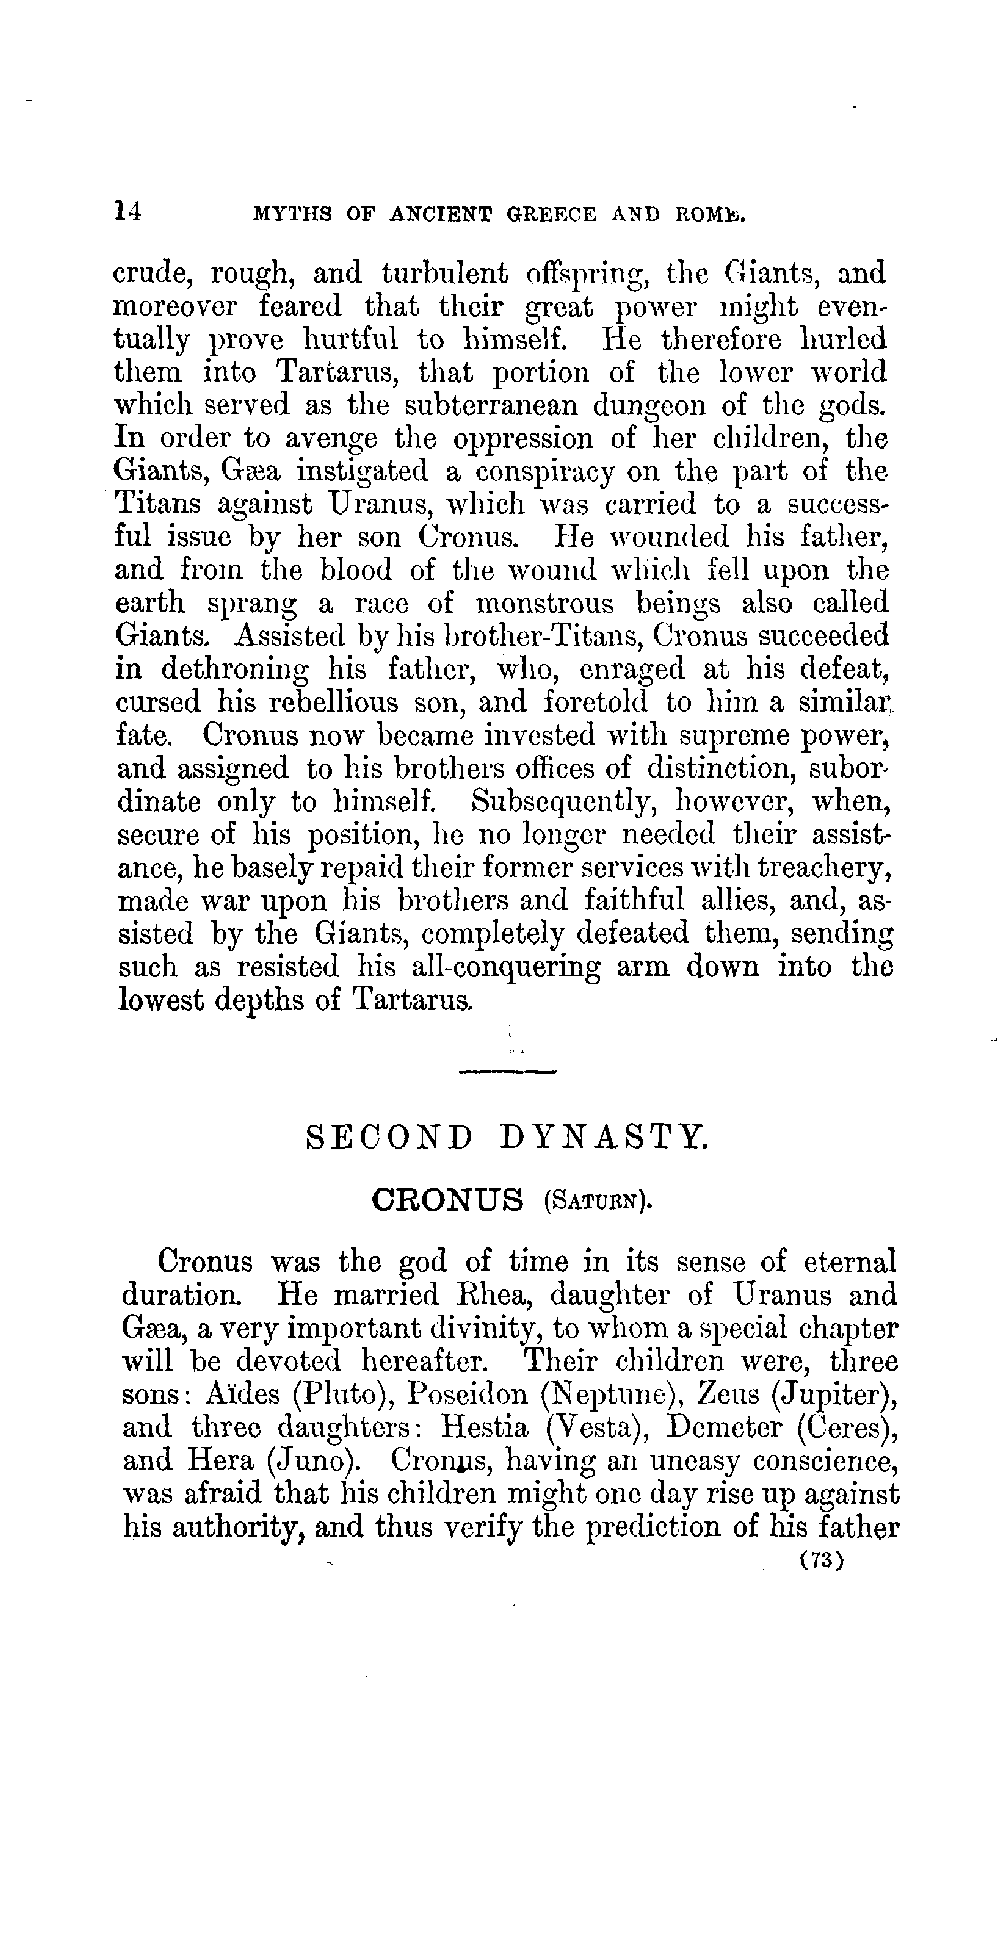 14 MYTHS OF ANCIENT GREECE AND ROME.
crude, rough, and turbulent offspring, the Giants, and
moreover feared that their great power might even-
tually prove hurtful to himself. He therefore hurled
them into Tartarus, that portion of the lower world
which served as the subterranean dungeon of the gods.
In order to avenge the oppression of her children, the
Giants, Gæa instigated a conspiracy on the part of the
Titans against Uranus, which was carried to a success-
ful issue by her son Cronus. He wounded his father,
and from the blood of the wound which fell upon the
earth sprang a race of monstrous beings also called
Giants. Assisted by his brother-Titans, Cronus succeeded
in dethroning his father, who, enraged at his defeat,
cursed his rebellious son, and foretold to him a similar
fate. Cronus now became invested with supreme power,
and assigned to his brothers offices of distinction, subor-
dinate only to himself. Subsequently, however, when,
secure of his position, he no longer needed their assist-
ance, he basely repaid their former services with treachery,
made war upon his brothers and faithful allies, and, as-
sisted by the Giants, completely defeated them, sending
such as resisted his all-conquering arm down into the
lowest depths of Tartarus.
SECOND DYNASTY.
CRONUS (SATURN).
Cronus was the god of time in its sense of eternal
duration. He married Rhea, daughter of Uranus and
Gæa, a very important divinity, to whom a special chapter
will be devoted hereafter. Their children were, three
sons: Aïdes (Pluto), Poseidon (Neptune), Zeus (Jupiter),
and three daughters: Hestia (Vesta), Demeter (Ceres),
and Hera (Juno). Cronus, having an uneasy conscience,
was afraid that his children might one day rise up against
his authority, and thus verify the prediction of his father
(73)